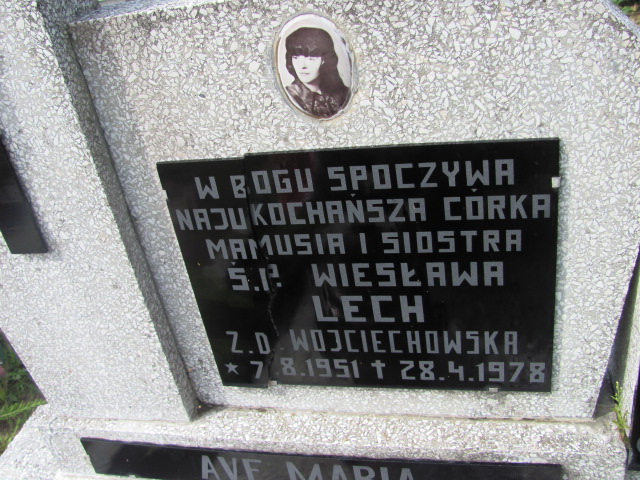 W BOGU SPOCZYWA
NAJUKOCHAŃSZA CÓRKA
MAMUSIA I SIOSTRA
Ś.P. WIESŁAWA
LECH
Z.D. WOJCIECHOWSKA
* 7.8.1951 † 28.4.1978
AVE MARIA